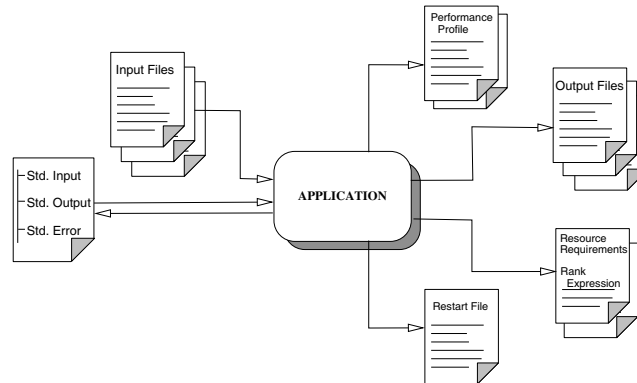 Performance
Profile
Input Files
Output Files
Std. Input
Std. Output
Std. Error
APPLICATION
Resource
Requirements
Rank
Expression
Restart File